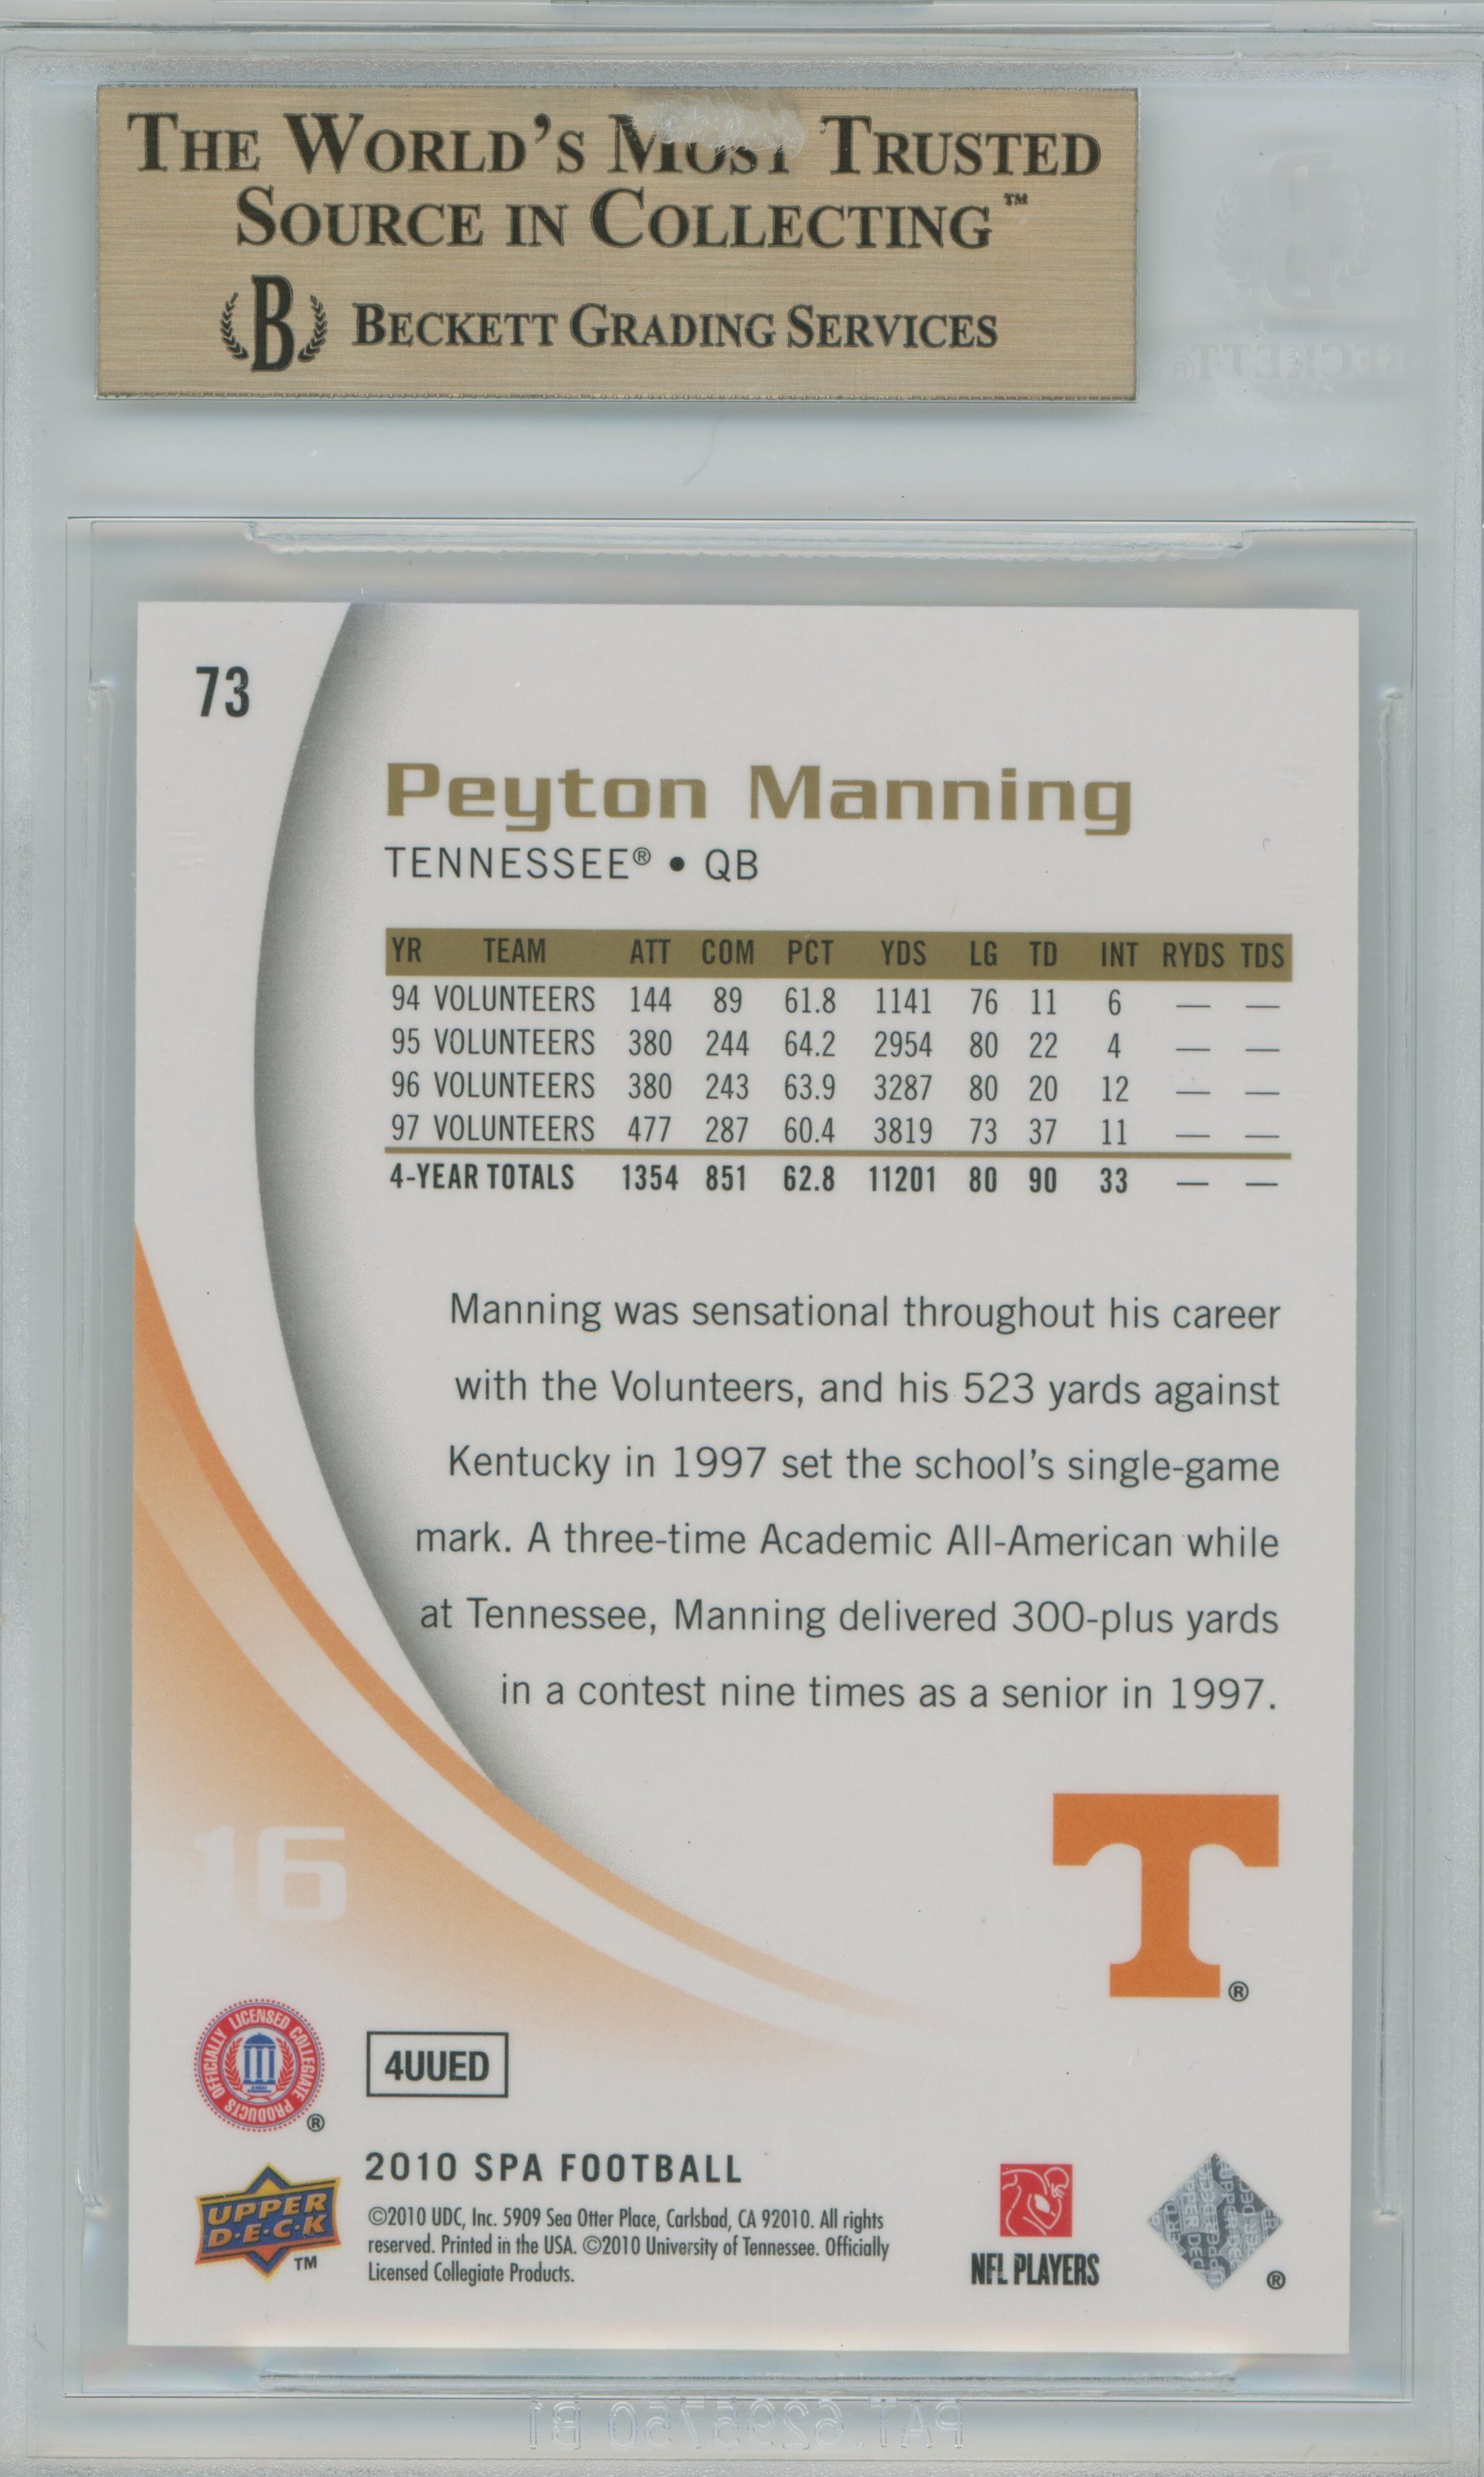 THE WORLD'S MOST TRUSTED
SOURCE IN COLLECTING™
B BECKETT GRADING SERVICES
B
BECKETT®
73
Peyton Manning
TENNESSEE® • QB
YR TEAM ATT COM PCT YDS LG TD INT RYDS TDS
94 VOLUNTEERS 144 89 61.8 1141 76 11 6 — —
95 VOLUNTEERS 380 244 64.2 2954 80 22 4 — —
96 VOLUNTEERS 380 243 63.9 3287 80 20 12 — —
97 VOLUNTEERS 477 287 60.4 3819 73 37 11 — —
4-YEAR TOTALS 1354 851 62.8 11201 80 90 33 — —
Manning was sensational throughout his career
with the Volunteers, and his 523 yards against
Kentucky in 1997 set the school's single-game
mark. A three-time Academic All-American while
at Tennessee, Manning delivered 300-plus yards
in a contest nine times as a senior in 1997.
16
T®
OFFICIALLY LICENSED COLLEGIATE PRODUCTS ®
4UUED
2010 SPA FOOTBALL
UPPER
D·E·C·K
™
©2010 UDC, Inc. 5909 Sea Otter Place, Carlsbad, CA 92010. All rights
reserved. Printed in the USA. ©2010 University of Tennessee. Officially
Licensed Collegiate Products.
NFL PLAYERS
®
PAT. 6295750 B1